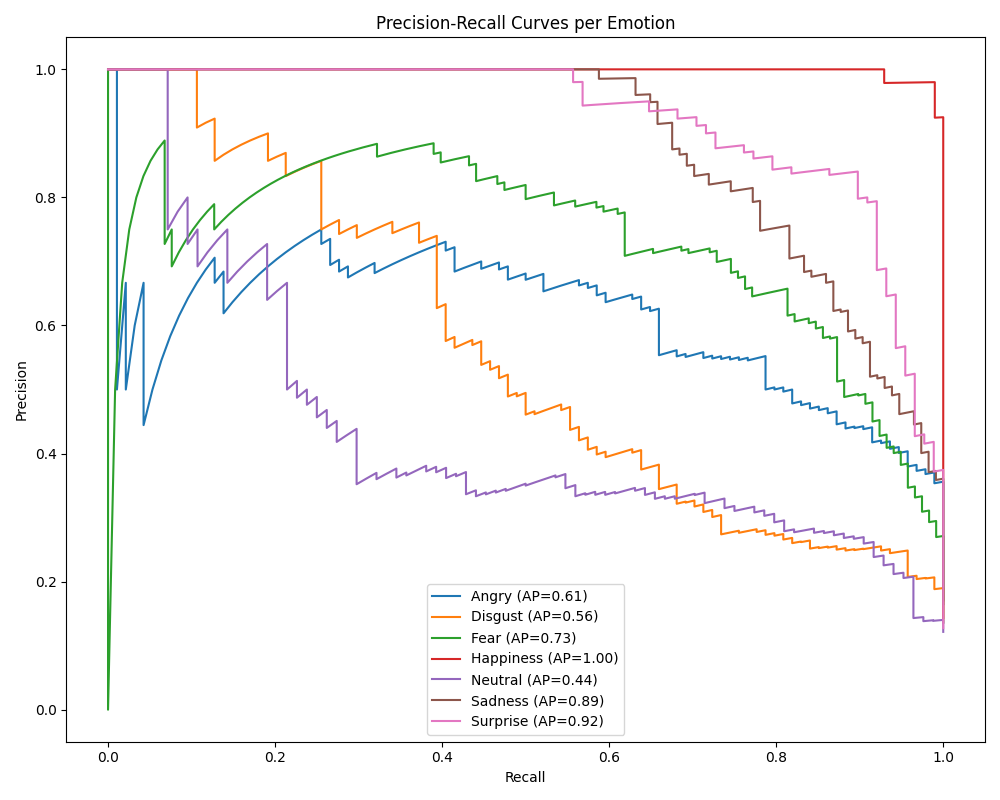 Precision-Recall Curves per Emotion
1.0
0.8
0.6
0.4
0.2
0.0
Precision
Angry (AP=0.61)
Disgust (AP=0.56)
Fear (AP=0.73)
Happiness (AP=1.00)
Neutral (AP=0.44)
Sadness (AP=0.89)
Surprise (AP=0.92)
0.0 0.2 0.4 0.6 0.8 1.0
Recall